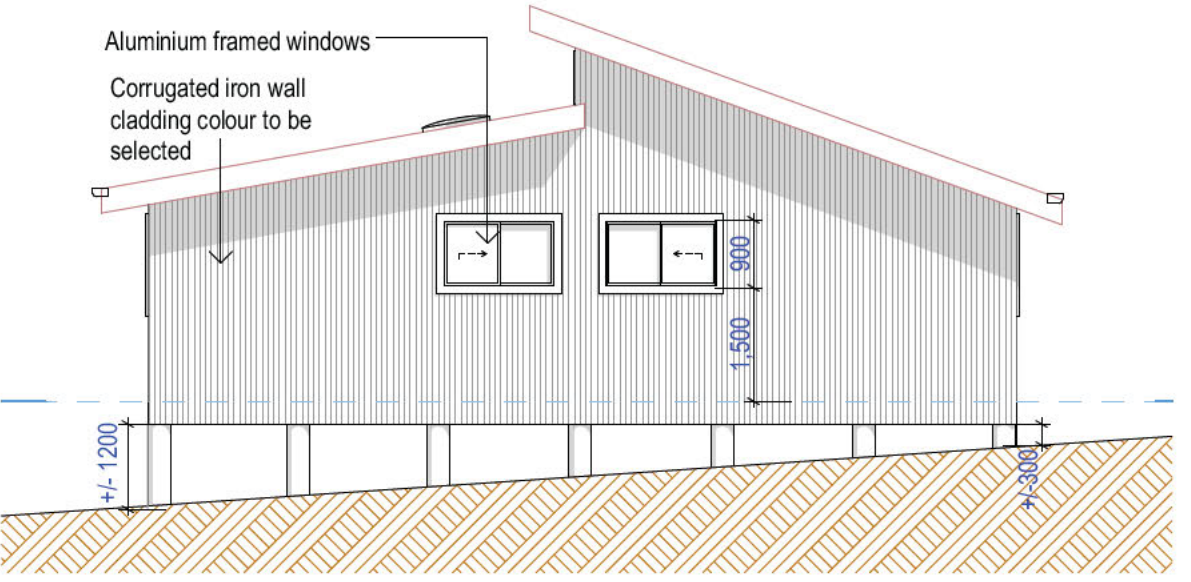 Aluminium framed windows
Corrugated iron wall
cladding colour to be
selected
900
1,500
+/- 1200
+/-300